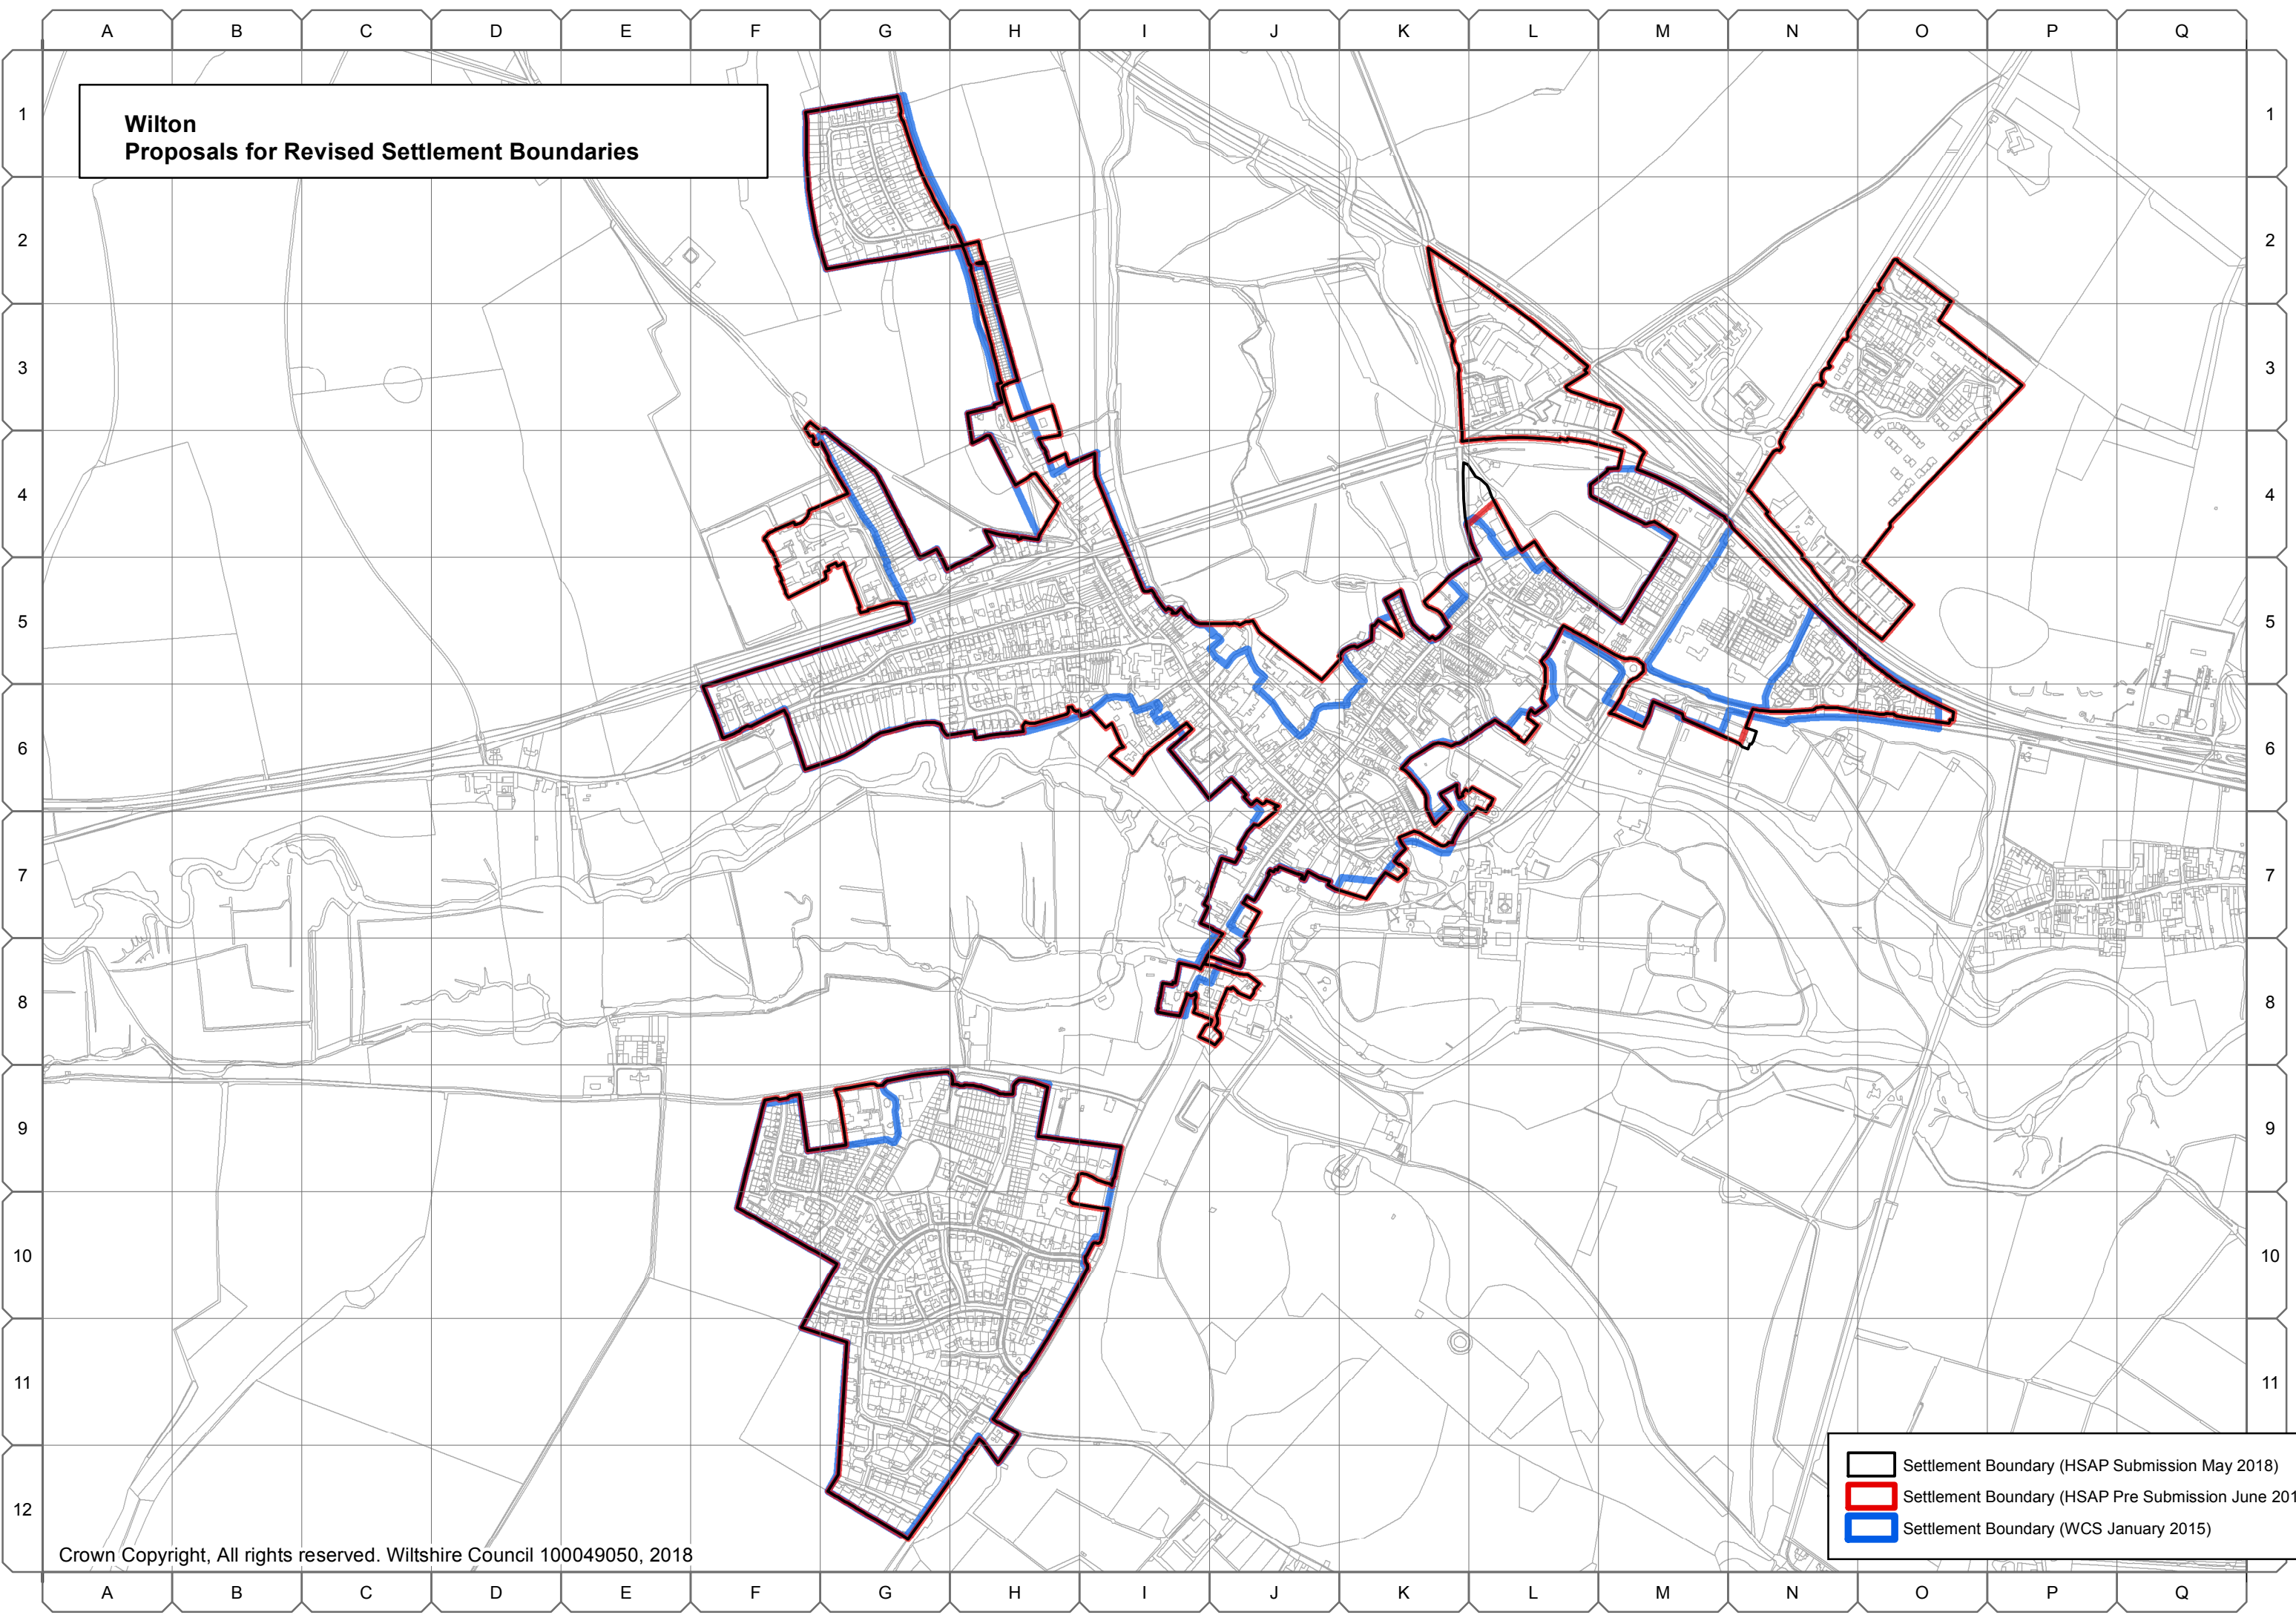 A B C D E F G H I J K L M N O P Q
Wilton
Proposals for Revised Settlement Boundaries
1 1
2 2
3 3
4 4
5 5
6 6
7 7
8 8
9 9
10 10
11 11
12 12
Settlement Boundary (HSAP Submission May 2018)
Settlement Boundary (HSAP Pre Submission June 201
Settlement Boundary (WCS January 2015)
Crown Copyright, All rights reserved. Wiltshire Council 100049050, 2018
A B C D E F G H I J K L M N O P Q